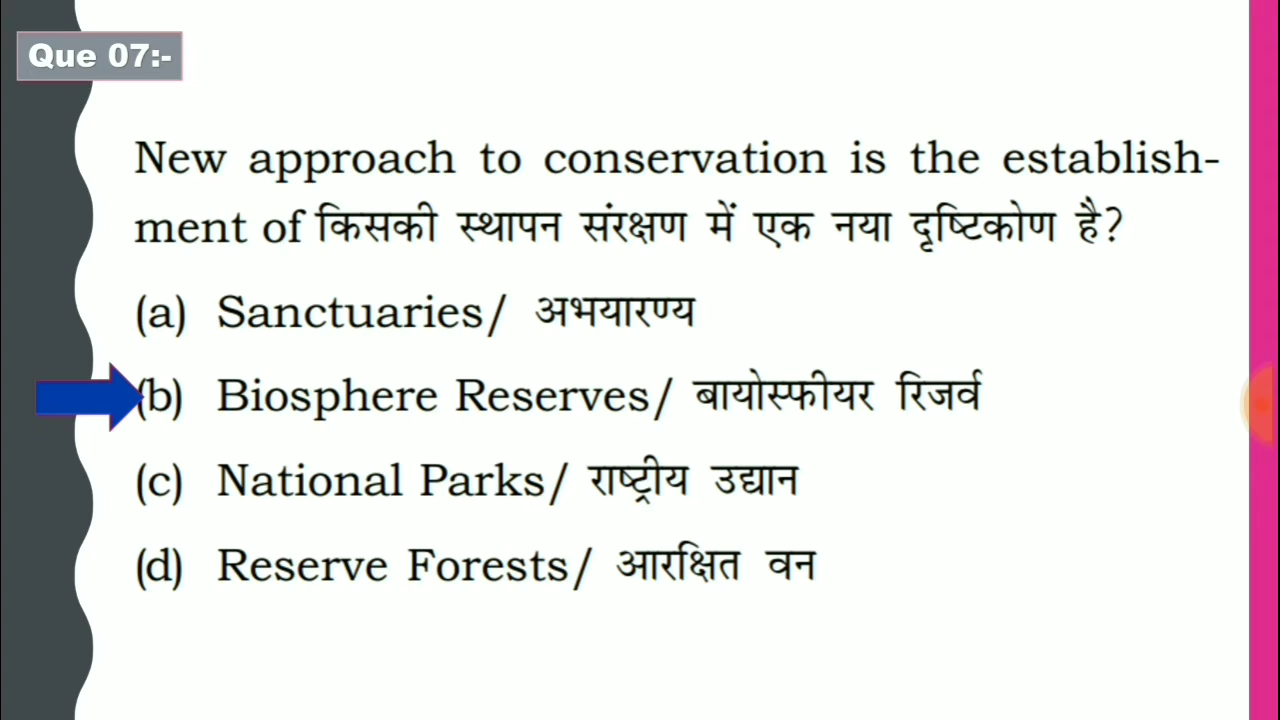 Que 07:-
New approach to conservation is the establish-
ment of किसकी स्थापन संरक्षण में एक नया दृष्टिकोण है?
(a) Sanctuaries/ अभयारण्य
(b) Biosphere Reserves/ बायोस्फीयर रिजर्व
(c) National Parks/ राष्ट्रीय उद्यान
(d) Reserve Forests/ आरक्षित वन